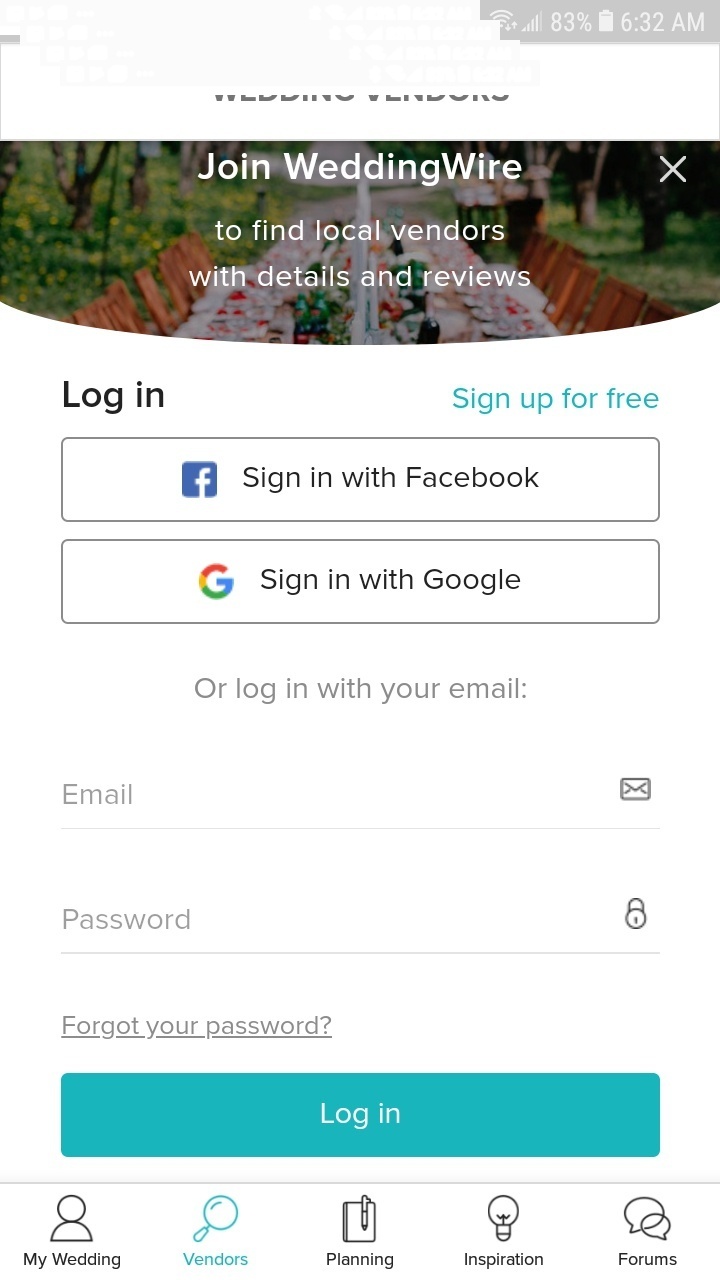 83% 6:32 AM
WEDDING VENDORS
Join WeddingWire
to find local vendors
with details and reviews
Log in
Sign up for free
Sign in with Facebook
Sign in with Google
Or log in with your email:
Email
Password
Forgot your password?
Log in
My Wedding
Vendors
Planning
Inspiration
Forums